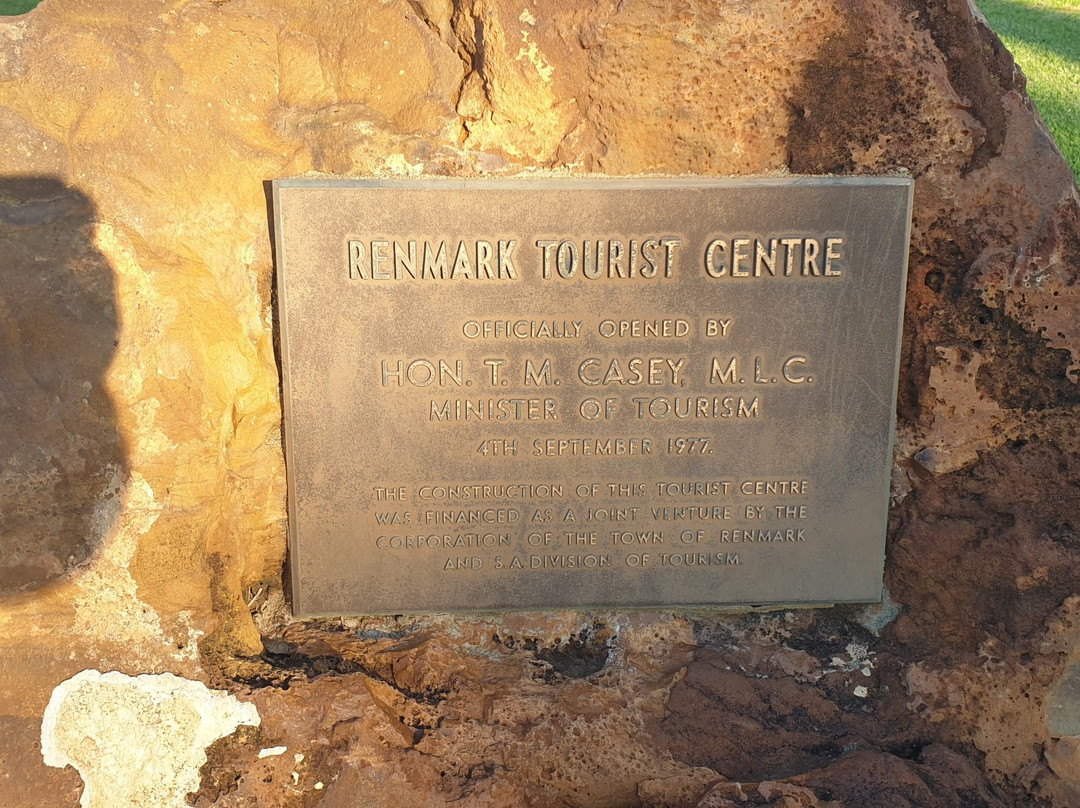 RENMARK TOURIST CENTRE
OFFICIALLY OPENED BY
HON. T. M. CASEY, M.L.C.
MINISTER OF TOURISM
4TH SEPTEMBER 1977.
THE CONSTRUCTION OF THIS TOURIST CENTRE
WAS FINANCED AS A JOINT VENTURE BY THE
CORPORATION OF THE TOWN OF RENMARK
AND S.A. DIVISION OF TOURISM.